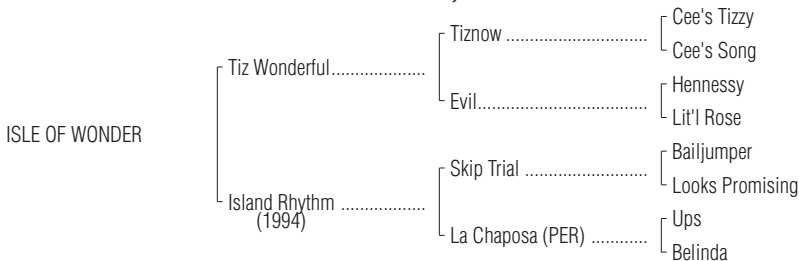 Cee's Tizzy
Tiznow ................................
Cee's Song
Tiz Wonderful.....................
Hennessy
Evil......................................
Lit'l Rose
ISLE OF WONDER
Bailjumper
Skip Trial ............................
Looks Promising
Island Rhythm ...................
(1994)
Ups
La Chaposa (PER) ............
Belinda